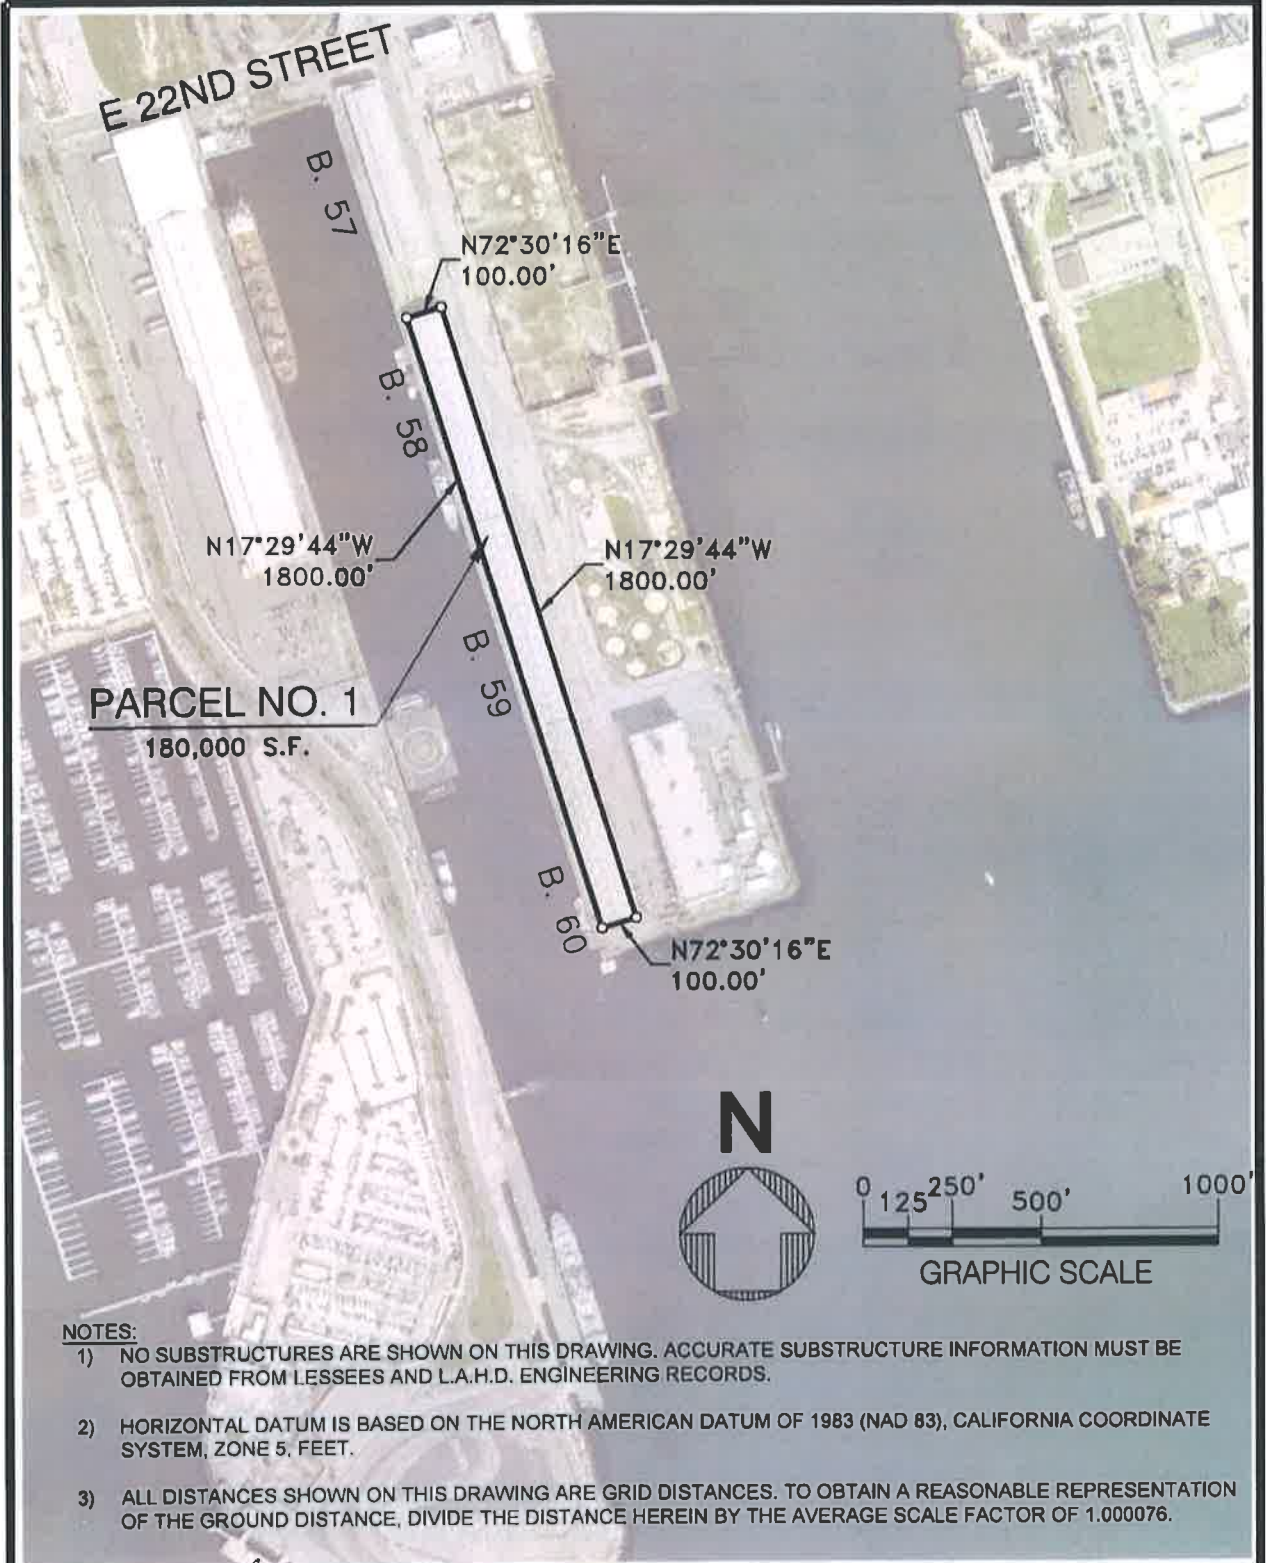 E 22ND STREET
B. 57
N72°30'16"E
100.00'
B. 58
N17°29'44"W
1800.00'
N17°29'44"W
1800.00'
B. 59
PARCEL NO. 1
180,000 S.F.
B. 60
N72°30'16"E
100.00'
N
0 125 250' 500' 1000'
GRAPHIC SCALE
NOTES:
1) NO SUBSTRUCTURES ARE SHOWN ON THIS DRAWING. ACCURATE SUBSTRUCTURE INFORMATION MUST BE
OBTAINED FROM LESSEES AND L.A.H.D. ENGINEERING RECORDS.
2) HORIZONTAL DATUM IS BASED ON THE NORTH AMERICAN DATUM OF 1983 (NAD 83), CALIFORNIA COORDINATE
SYSTEM, ZONE 5, FEET.
3) ALL DISTANCES SHOWN ON THIS DRAWING ARE GRID DISTANCES. TO OBTAIN A REASONABLE REPRESENTATION
OF THE GROUND DISTANCE, DIVIDE THE DISTANCE HEREIN BY THE AVERAGE SCALE FACTOR OF 1.000076.